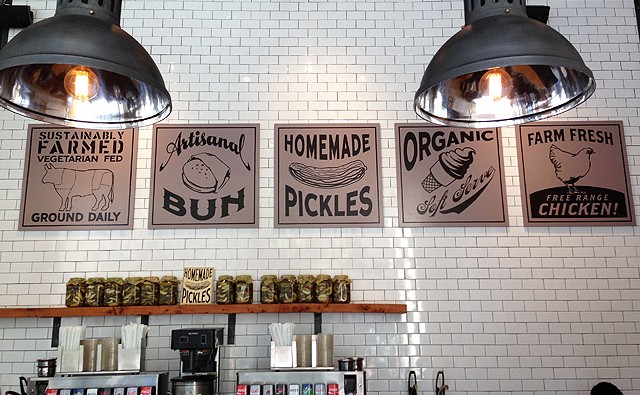 SUSTAINABLY
FARMED
VEGETARIAN FED
GROUND DAILY
Artisanal
BUN
HOMEMADE
PICKLES
ORGANIC
Soft Serve
FARM FRESH
FREE RANGE
CHICKEN!
HOMEMADE
PICKLES